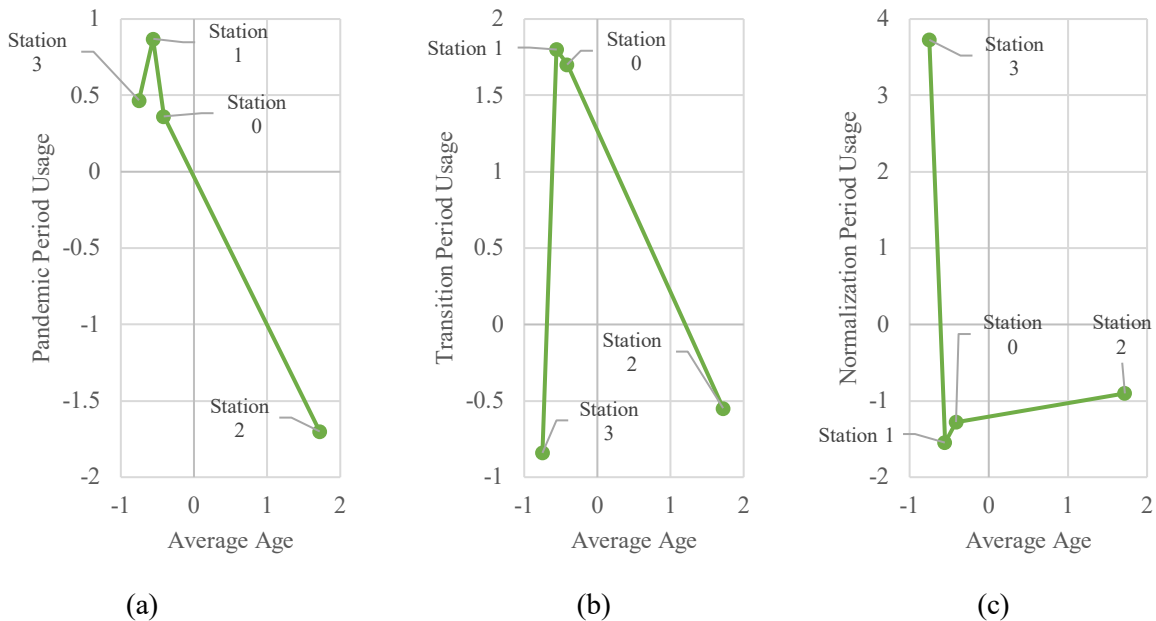 1
0.5
0
-0.5
-1
-1.5
-2
Pandemic Period Usage
Station
3
Station
1
Station
0
Station
2
-1
0
1
2
Average Age
(a)
2
1.5
1
0.5
0
-0.5
-1
Transition Period Usage
Station 1
Station
0
Station
2
Station
3
-1
0
1
2
Average Age
(b)
4
3
2
1
0
-1
-2
Normalization Period Usage
Station
3
Station
0
Station
2
Station 1
-1
0
1
2
Average Age
(c)